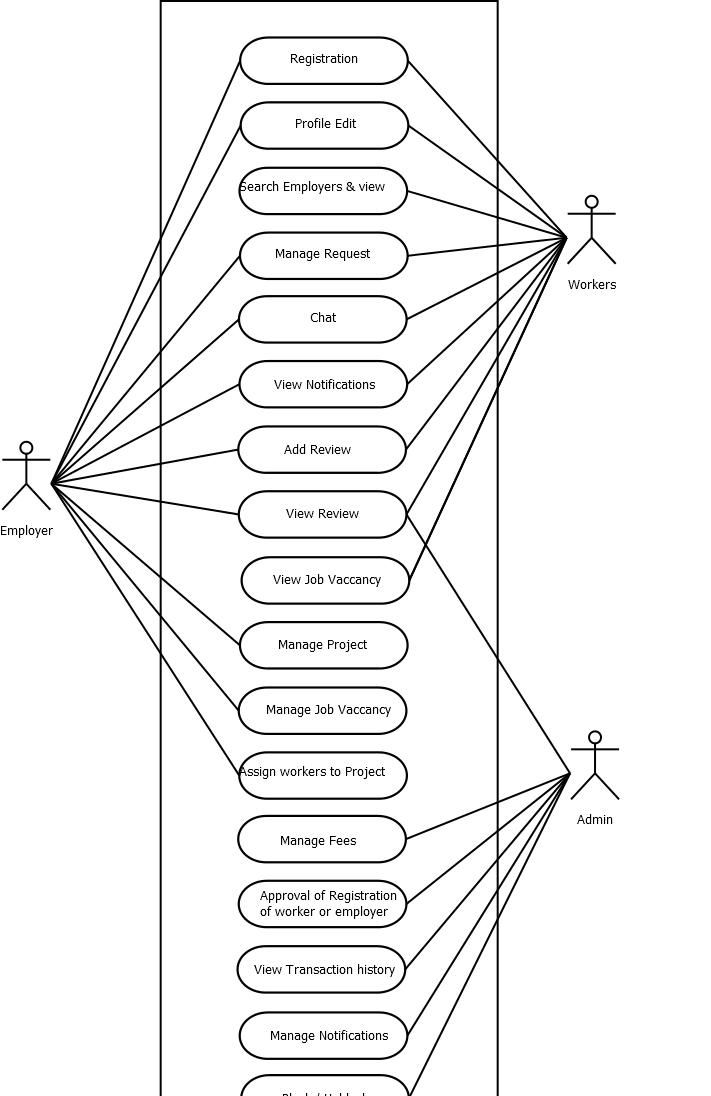 Registration
Profile Edit
Search Employers & view
Manage Request
Workers
Chat
View Notifications
Add Review
View Review
Employer
View Job Vaccancy
Manage Project
Manage Job Vaccancy
Assign workers to Project
Admin
Manage Fees
Approval of Registration
of worker or employer
View Transaction history
Manage Notifications